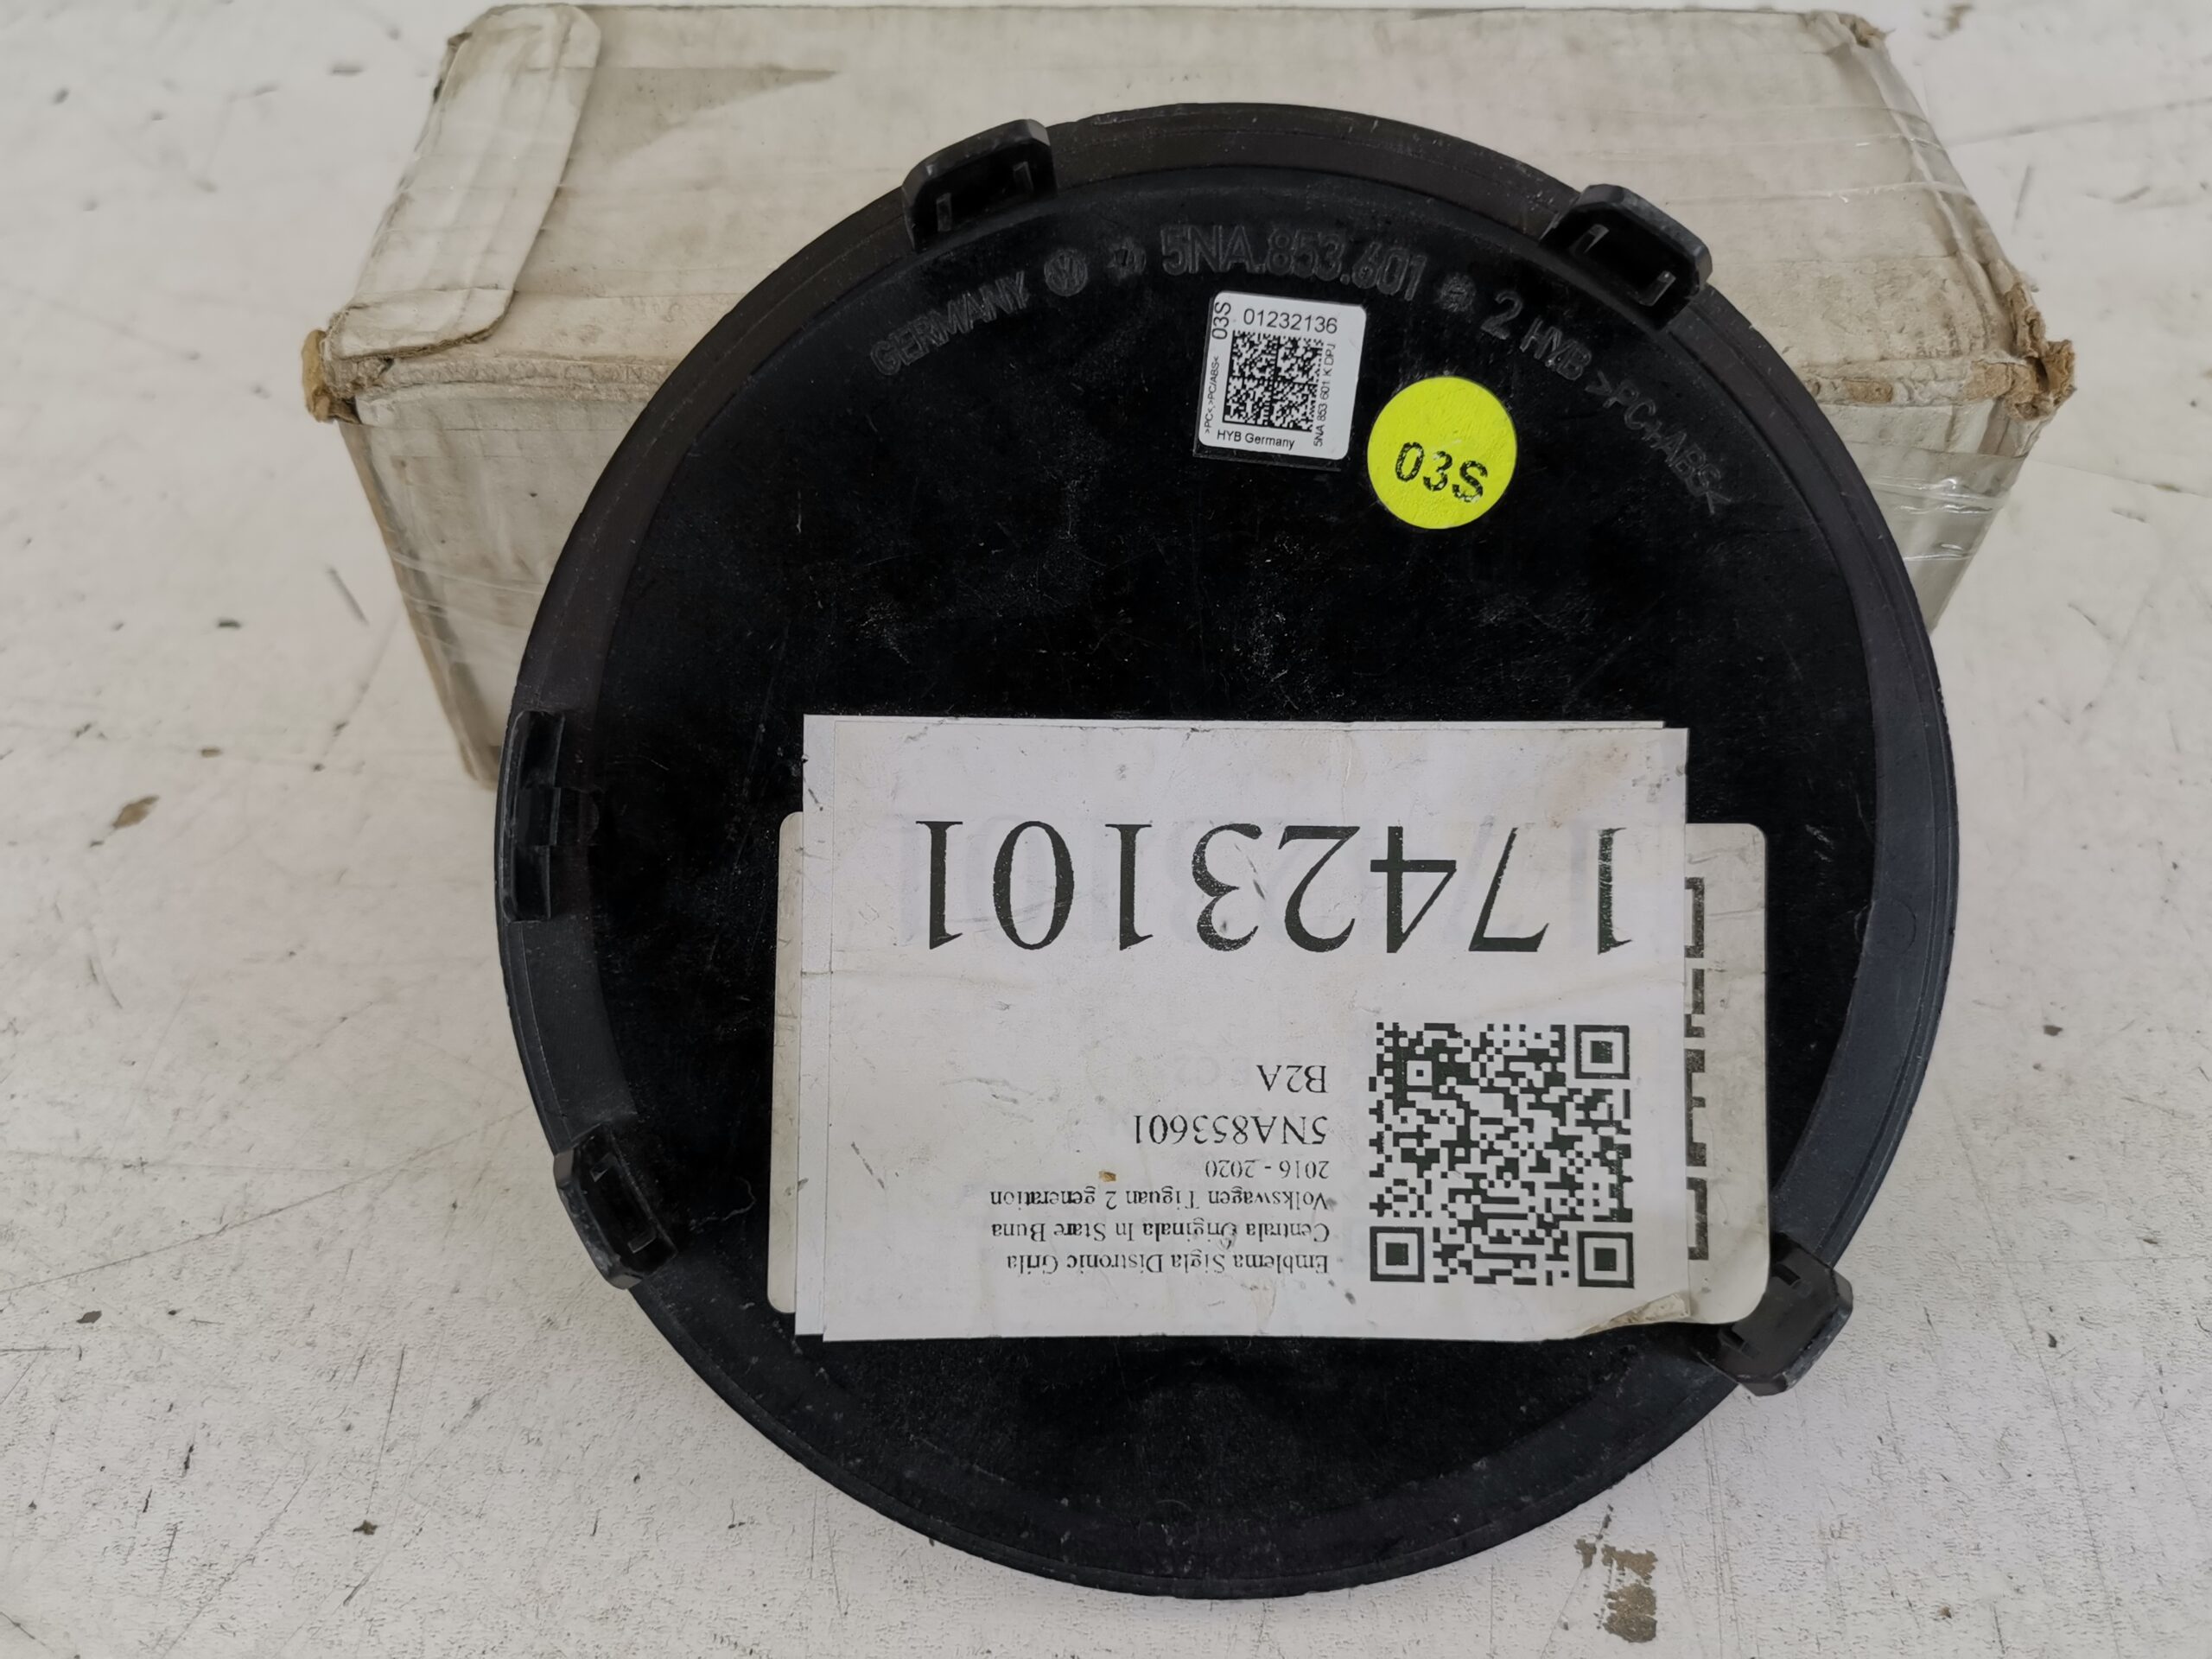 GERMANY 5NA.853.601 2 HYB >PC+ABS<
03S 01232136
>PC<,>PC/ABS<
5NA 853 601 K DPJ
HYB Germany
03S
17423101
B2A
5NA853601
2016 - 2020
Volkswagen Tiguan 2 generation
Centrala Originala In Stare Buna
Emblema Sigla Distronic Grila